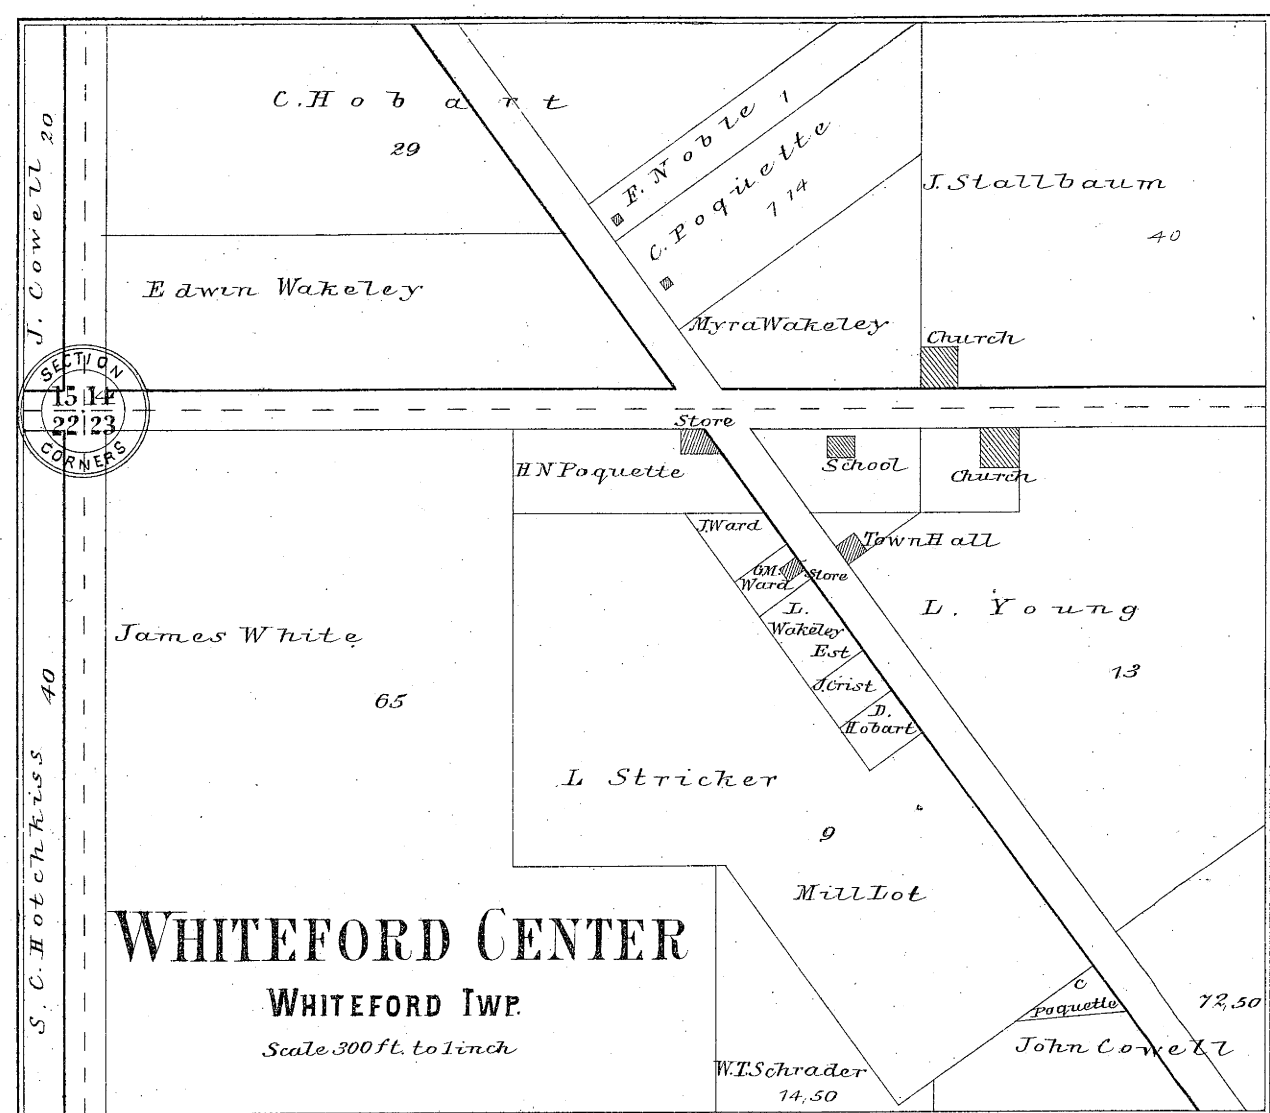 C. Hobart
29
J. Cowell 20
F. Noble 1
C. Poquette
1 14
J. Stallbaum
40
Edwin Wakeley
Myra Wakeley
Church
SECTION
15 14
22 23
CORNERS
Store
H N Poquette
School
Church
J. Ward
Town Hall
G M.
Ward
Store
L. Young
13
L.
Wakeley
Est
James White
65
J. Crist
D.
Hobart
S. C. Hotchkiss 40
L Stricker
9
Mill Lot
WHITEFORD CENTER
WHITEFORD TWP.
Scale 300 ft. to 1 inch
C
Poquette
72,50
John Cowell
W. T. Schrader
14,50